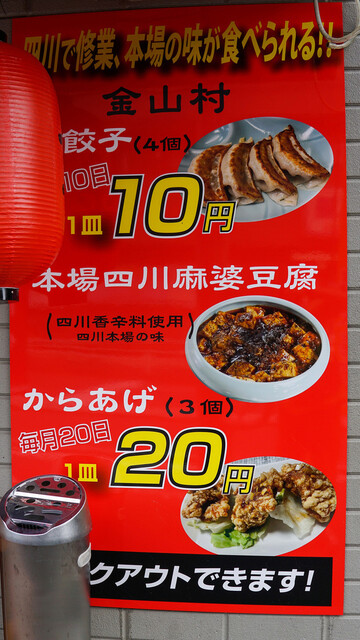 四川で修業、本場の味が食べられる!!
金山村
餃子(4個)
10日
1皿 10円
本場四川麻婆豆腐
(四川香辛料使用)
四川本場の味
からあげ(3個)
毎月20日
1皿 20円
クアウトできます!